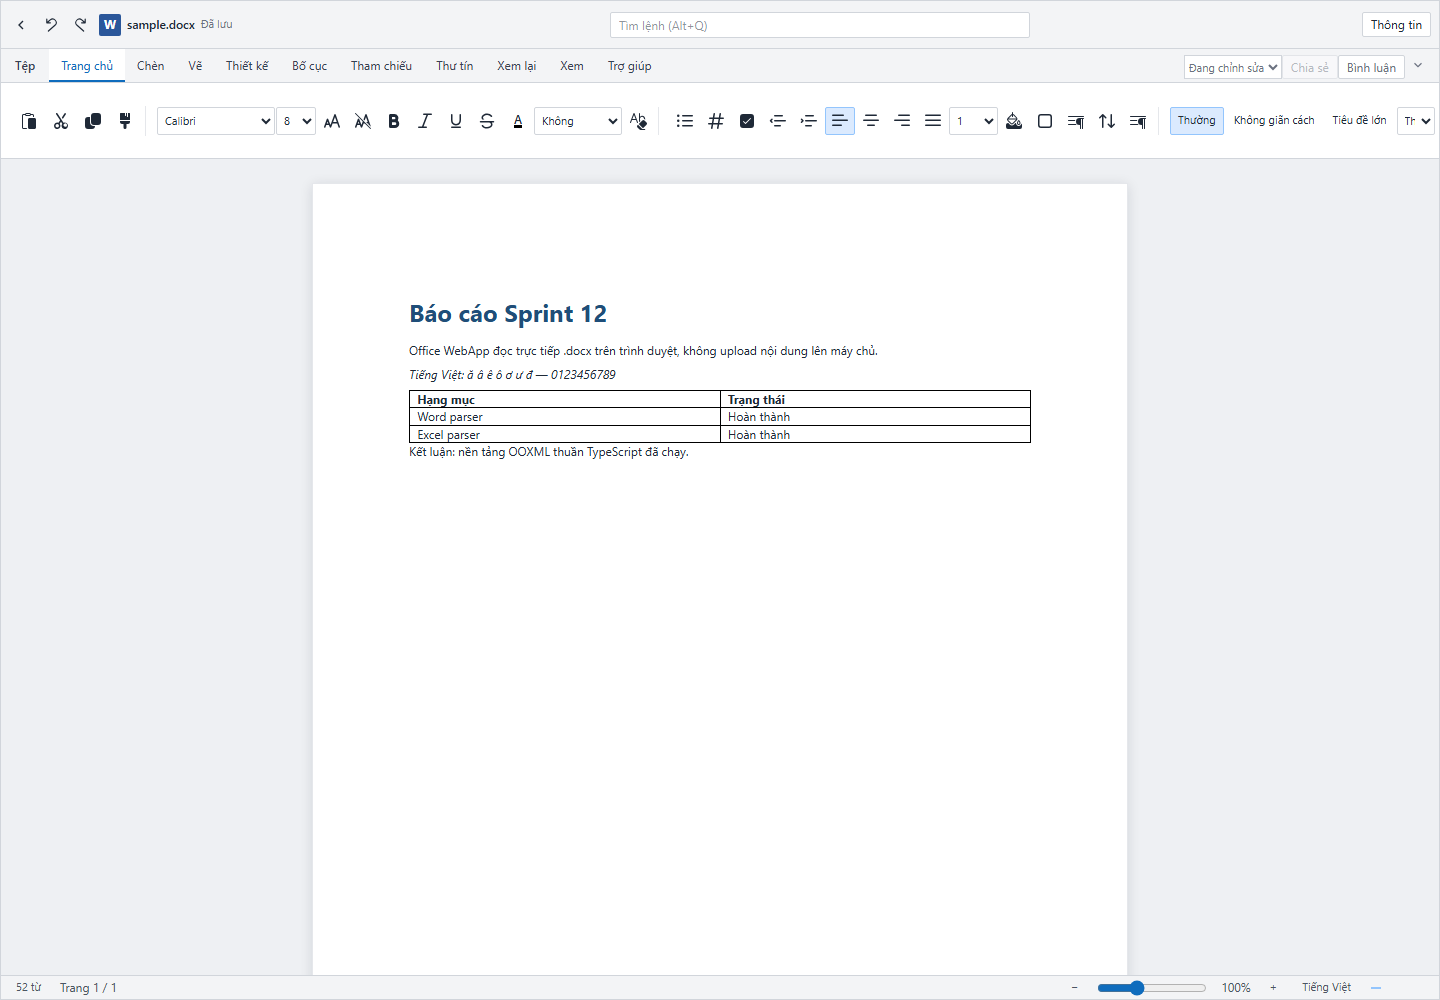 W sample.docx Đã lưu
Tìm lệnh (Alt+Q)
Thông tin
Tệp Trang chủ Chèn Vẽ Thiết kế Bố cục Tham chiếu Thư tín Xem lại Xem Trợ giúp
Đang chỉnh sửa Chia sẻ Bình luận
Calibri 8 Không 1 Thường Không giãn cách Tiêu đề lớn
Báo cáo Sprint 12
Office WebApp đọc trực tiếp .docx trên trình duyệt, không upload nội dung lên máy chủ.
Tiếng Việt: ă â ê ô ơ ư đ — 0123456789
Hạng mục Trạng thái
Word parser Hoàn thành
Excel parser Hoàn thành
Kết luận: nền tảng OOXML thuần TypeScript đã chạy.
52 từ Trang 1 / 1
− 100% + Tiếng Việt